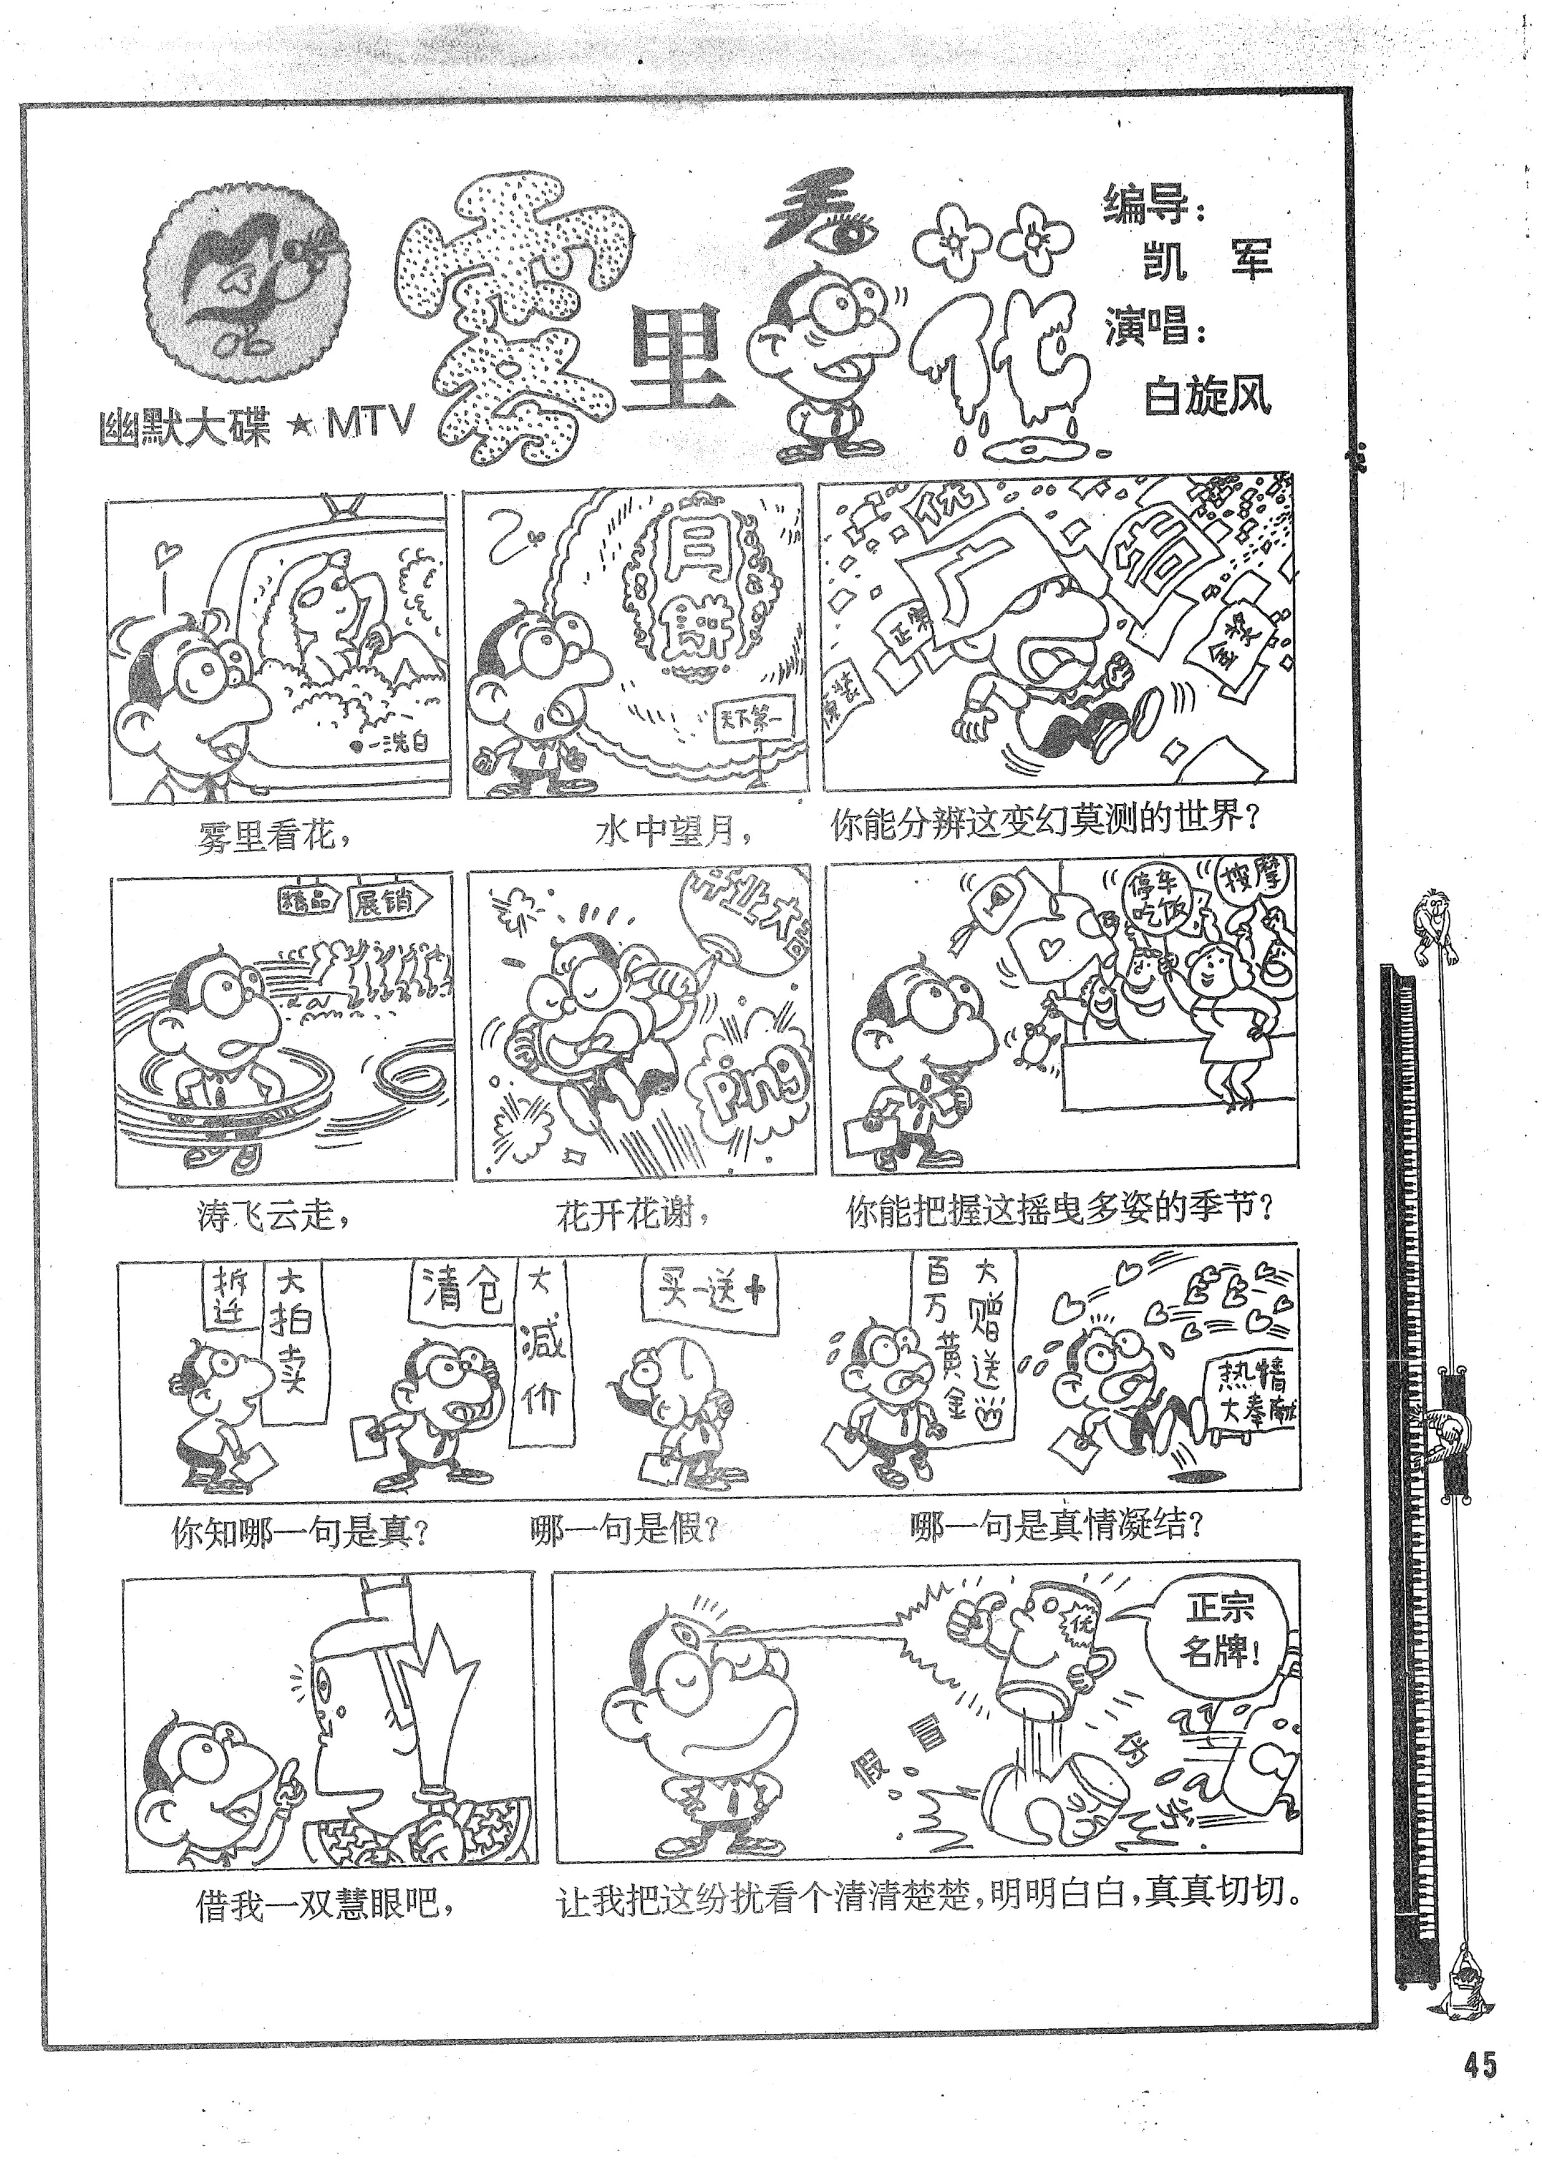 雾里看花
编导：
凯 军
演唱：
白旋风
幽默大碟★MTV
●一洗白
月餅
天下第一
优
正宗
广
告
金奖
原装
雾里看花，
水中望月，
你能分辨这变幻莫测的世界？
精品
展销
开业大
ping
停车
吃饭
按摩
涛飞云走，
花开花谢，
你能把握这摇曳多姿的季节？
拆迁
大拍卖
清仓
大减价
买一送十
百万黄金
大赠送
热情
大奉献
你知哪一句是真？
哪一句是假？
哪一句是真情凝结？
优
正宗
名牌！
假冒伪劣
借我一双慧眼吧，
让我把这纷扰看个清清楚楚，明明白白，真真切切。
45